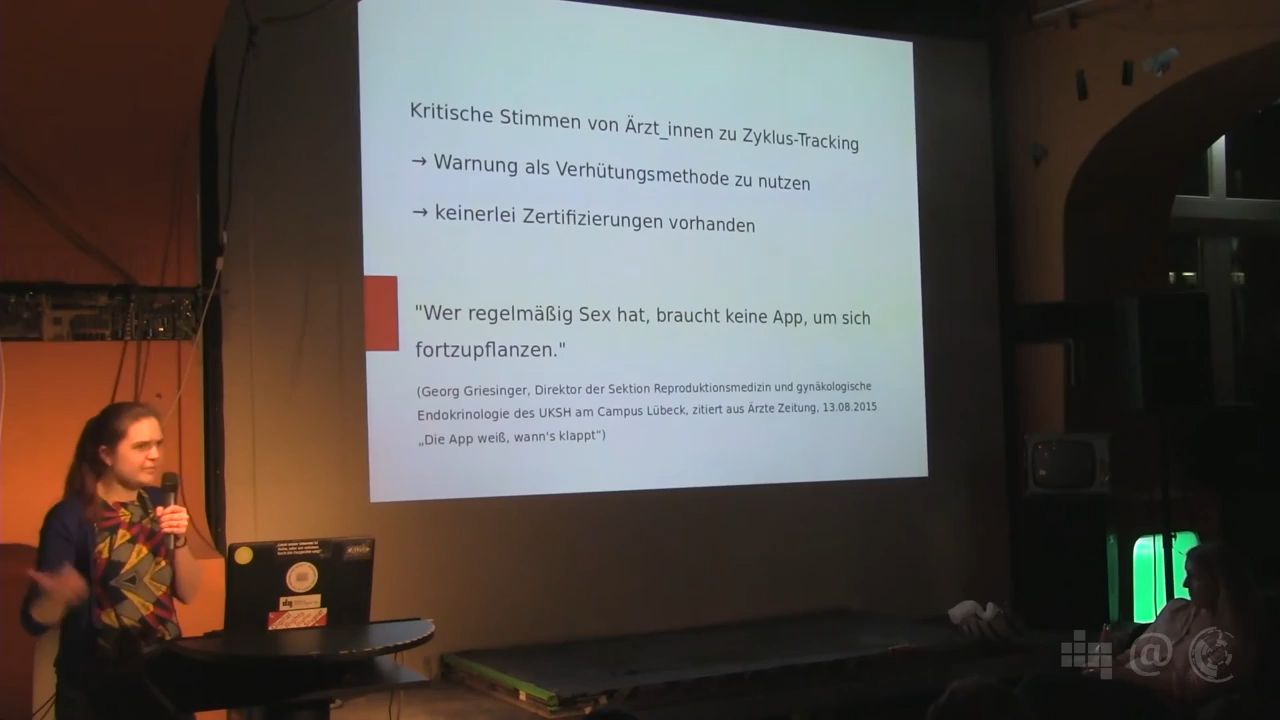 Kritische Stimmen von Ärzt_innen zu Zyklus-Tracking
→ Warnung als Verhütungsmethode zu nutzen
→ keinerlei Zertifizierungen vorhanden
"Wer regelmäßig Sex hat, braucht keine App, um sich
fortzupflanzen."
(Georg Griesinger, Direktor der Sektion Reproduktionsmedizin und gynäkologische
Endokrinologie des UKSH am Campus Lübeck, zitiert aus Ärzte Zeitung, 13.08.2015
„Die App weiß, wann's klappt“)
dg
@